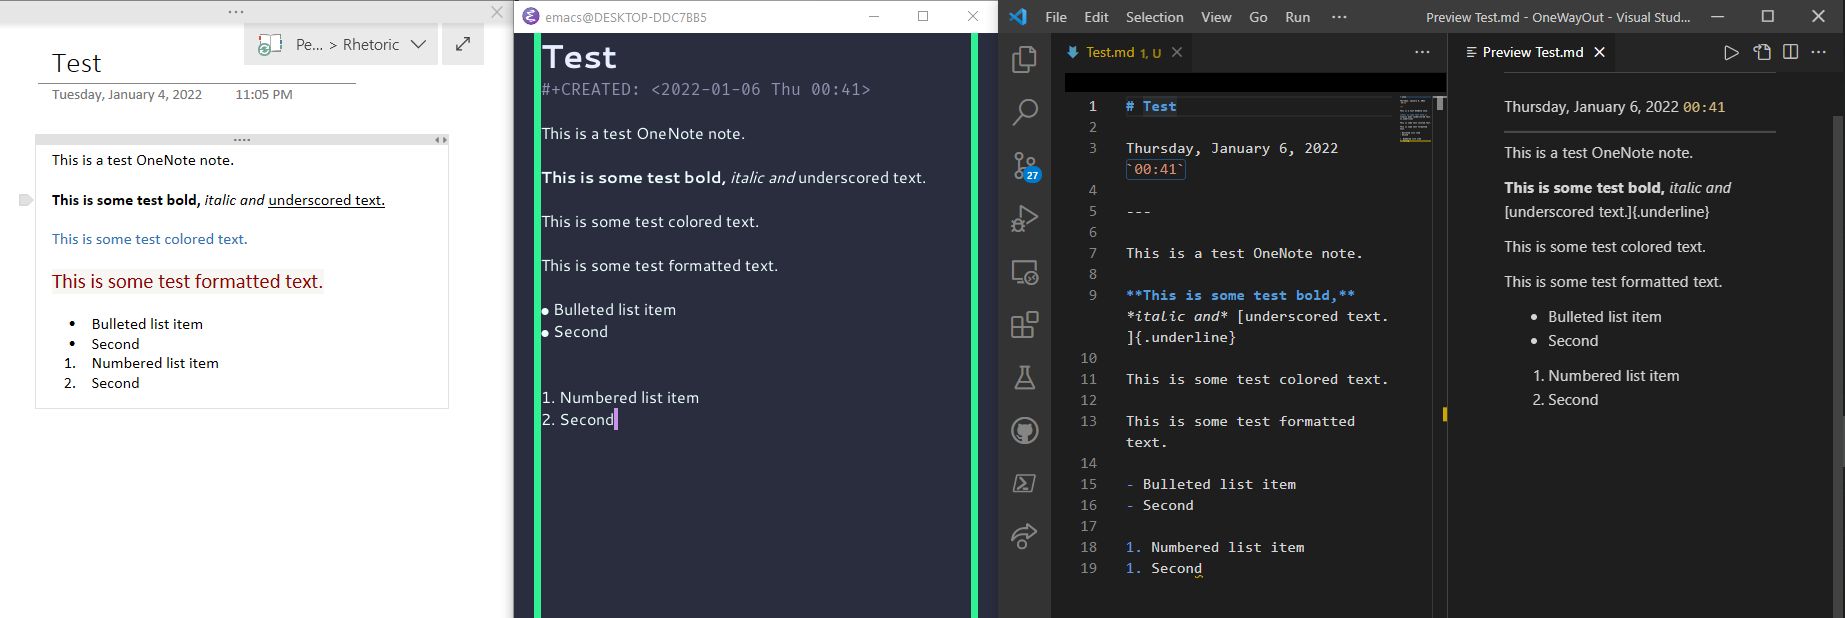 Pe... > Rhetoric
Test
Tuesday, January 4, 2022 11:05 PM
This is a test OneNote note.
This is some test bold, italic and underscored text.
This is some test colored text.
This is some test formatted text.
• Bulleted list item
• Second
1. Numbered list item
2. Second
emacs@DESKTOP-DDC7BB5
Test
#+CREATED: <2022-01-06 Thu 00:41>
This is a test OneNote note.
This is some test bold, italic and underscored text.
This is some test colored text.
This is some test formatted text.
● Bulleted list item
● Second
1. Numbered list item
2. Second
File Edit Selection View Go Run ··· Preview Test.md - OneWayOut - Visual Stud...
27
Test.md 1, U
1 # Test
2
3 Thursday, January 6, 2022
`00:41`
4
5 ---
6
7 This is a test OneNote note.
8
9 **This is some test bold,**
*italic and* [underscored text.
]{.underline}
10
11 This is some test colored text.
12
13 This is some test formatted
text.
14
15 - Bulleted list item
16 - Second
17
18 1. Numbered list item
19 1. Second
Preview Test.md
Thursday, January 6, 2022 00:41
This is a test OneNote note.
This is some test bold, italic and
[underscored text.]{.underline}
This is some test colored text.
This is some test formatted text.
• Bulleted list item
• Second
1. Numbered list item
2. Second